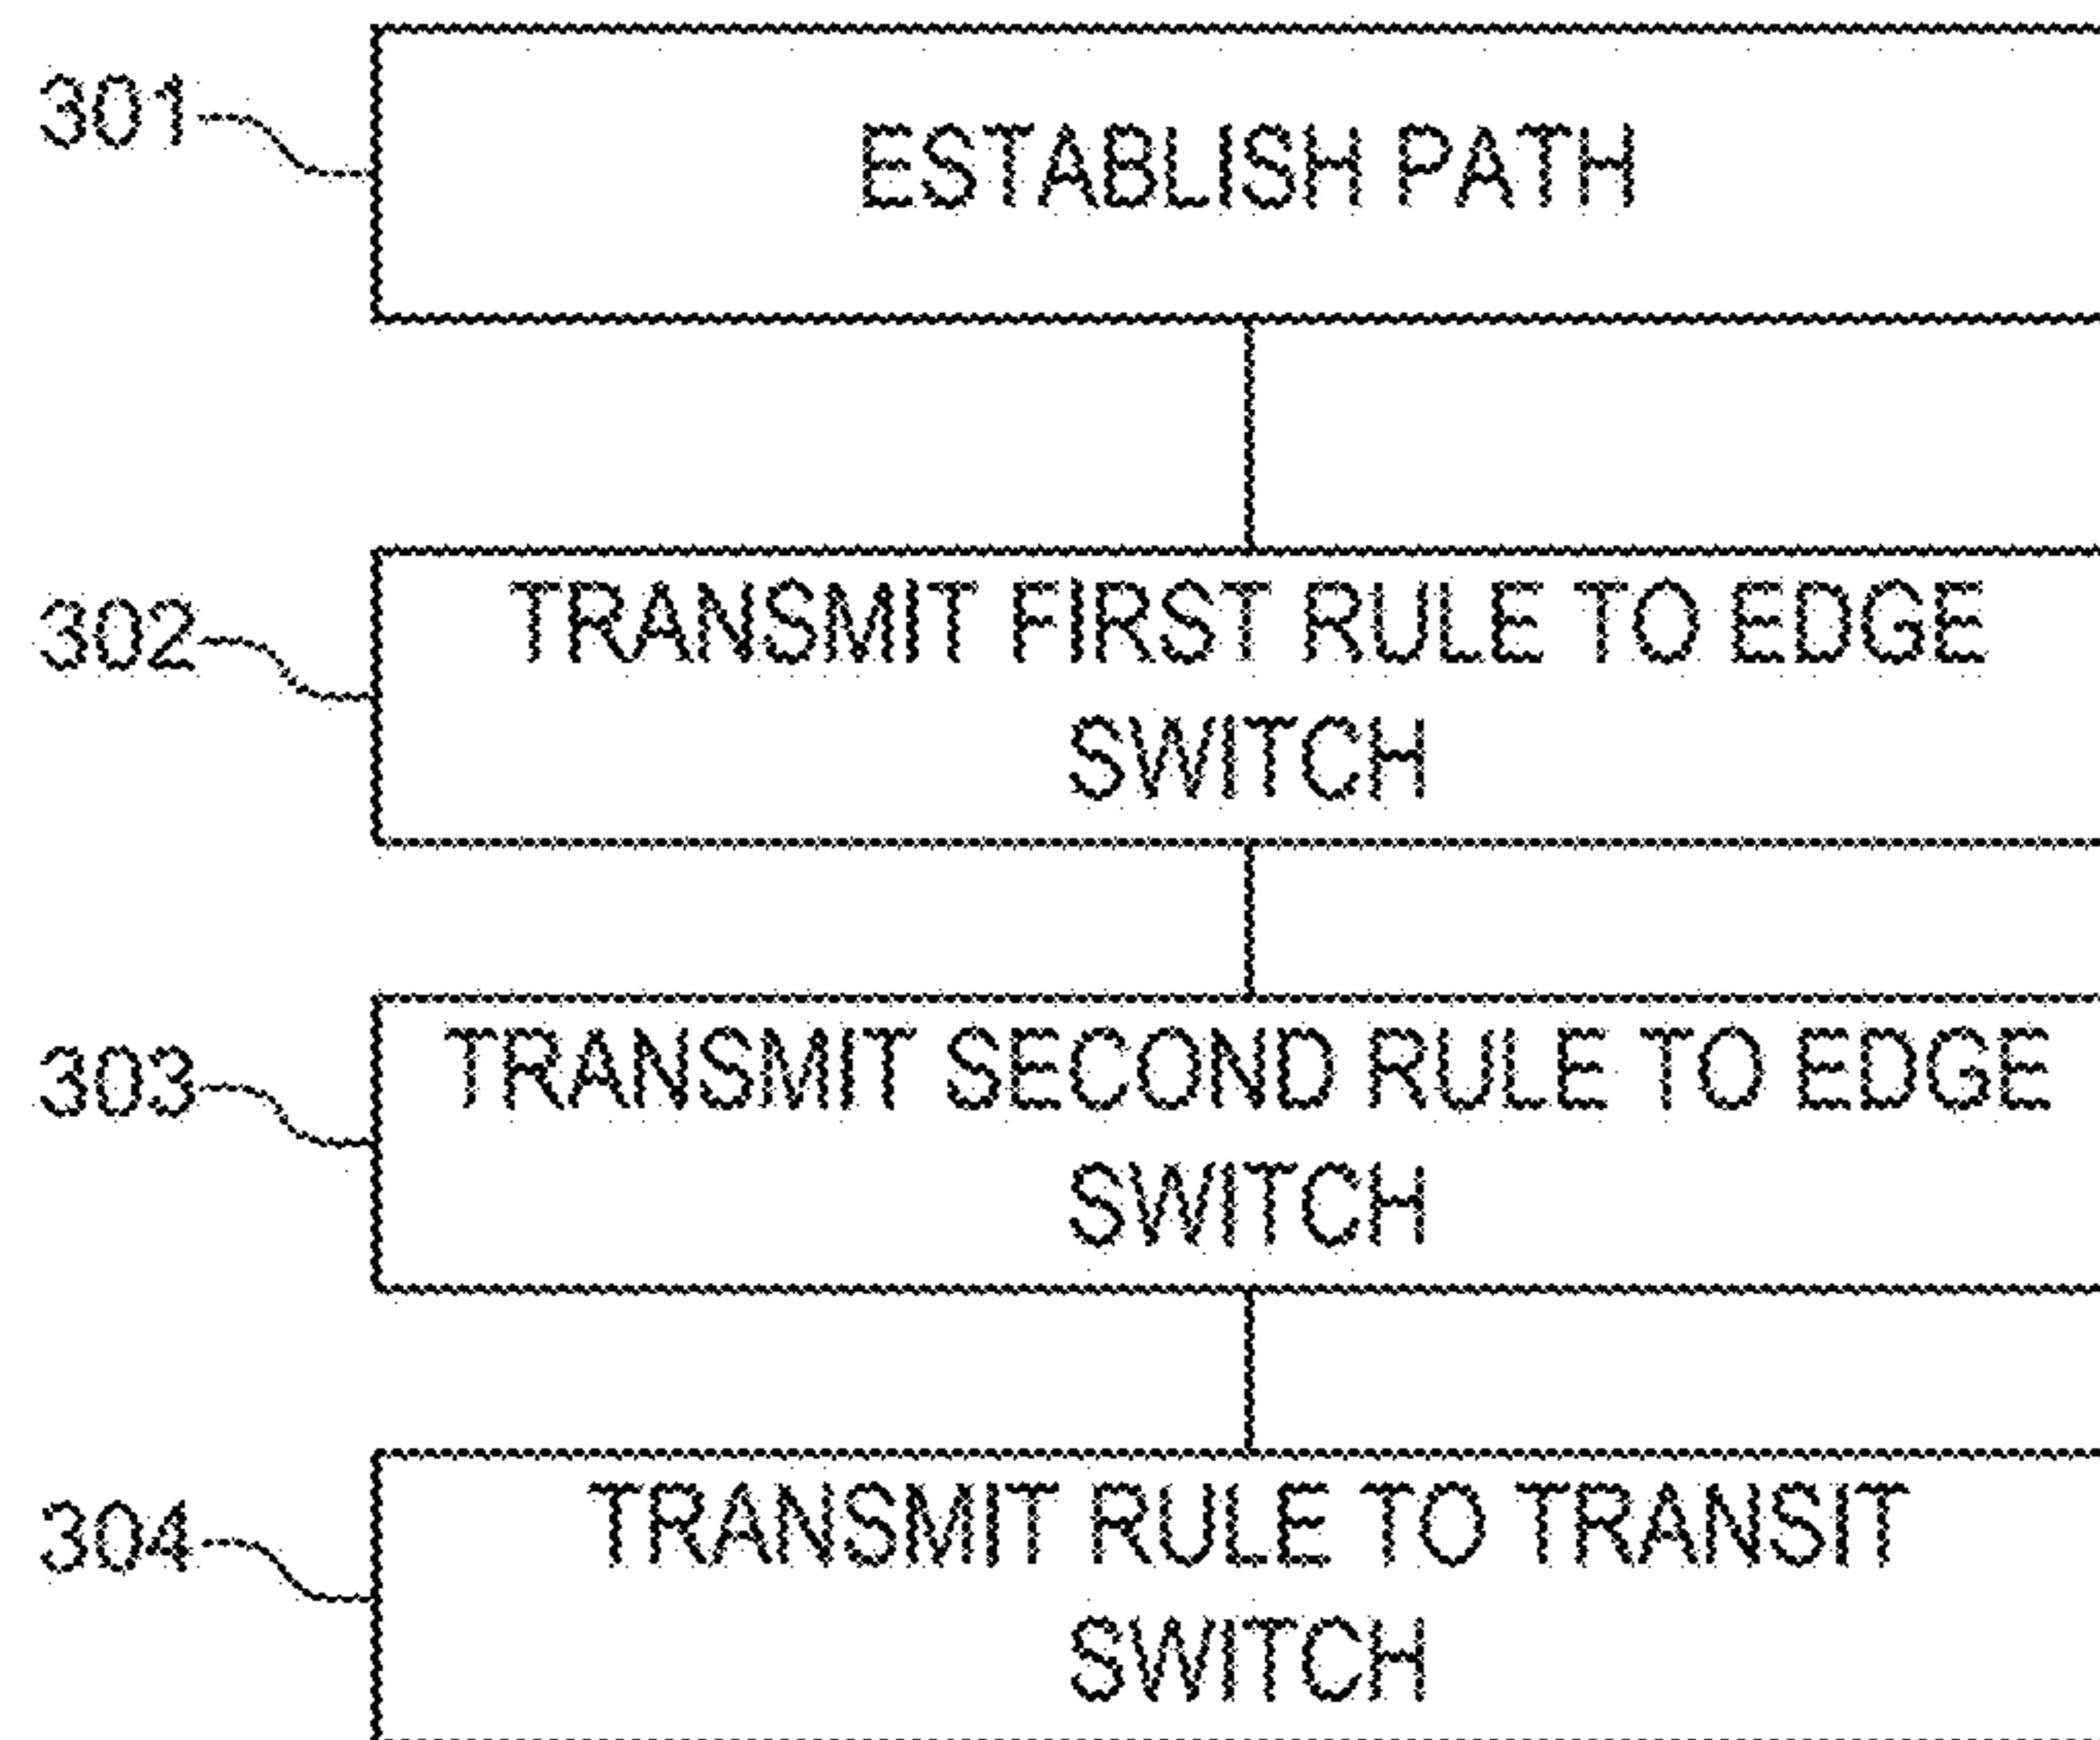 301
ESTABLISH PATH
302
TRANSMIT FIRST RULE TO EDGE
SWITCH
303
TRANSMIT SECOND RULE TO EDGE
SWITCH
304
TRANSMIT RULE TO TRANSIT
SWITCH